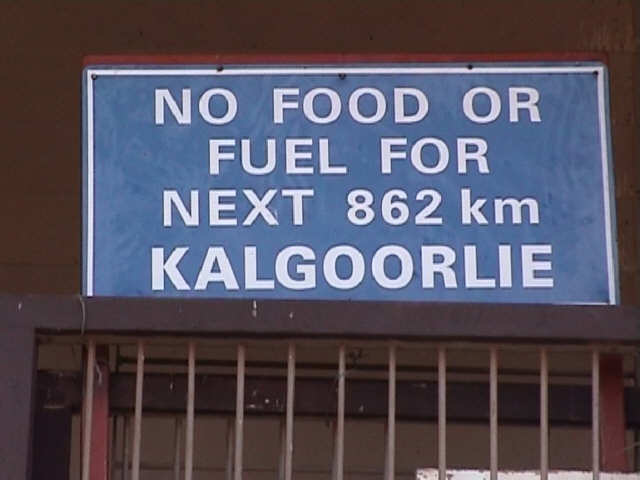 NO FOOD OR
FUEL FOR
NEXT 862 km
KALGOORLIE